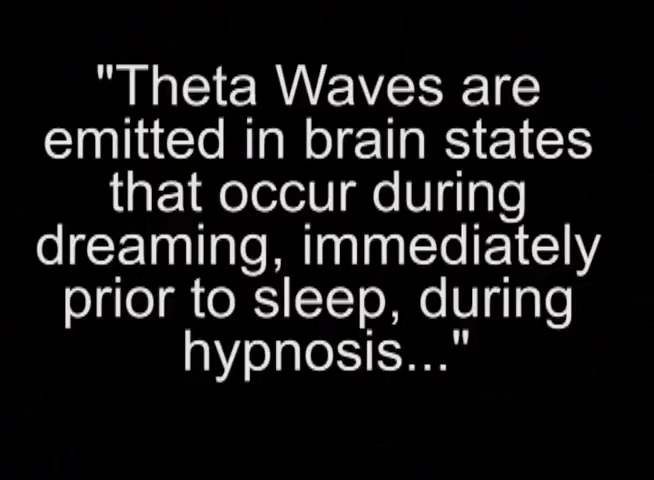 "Theta Waves are
emitted in brain states
that occur during
dreaming, immediately
prior to sleep, during
hypnosis..."